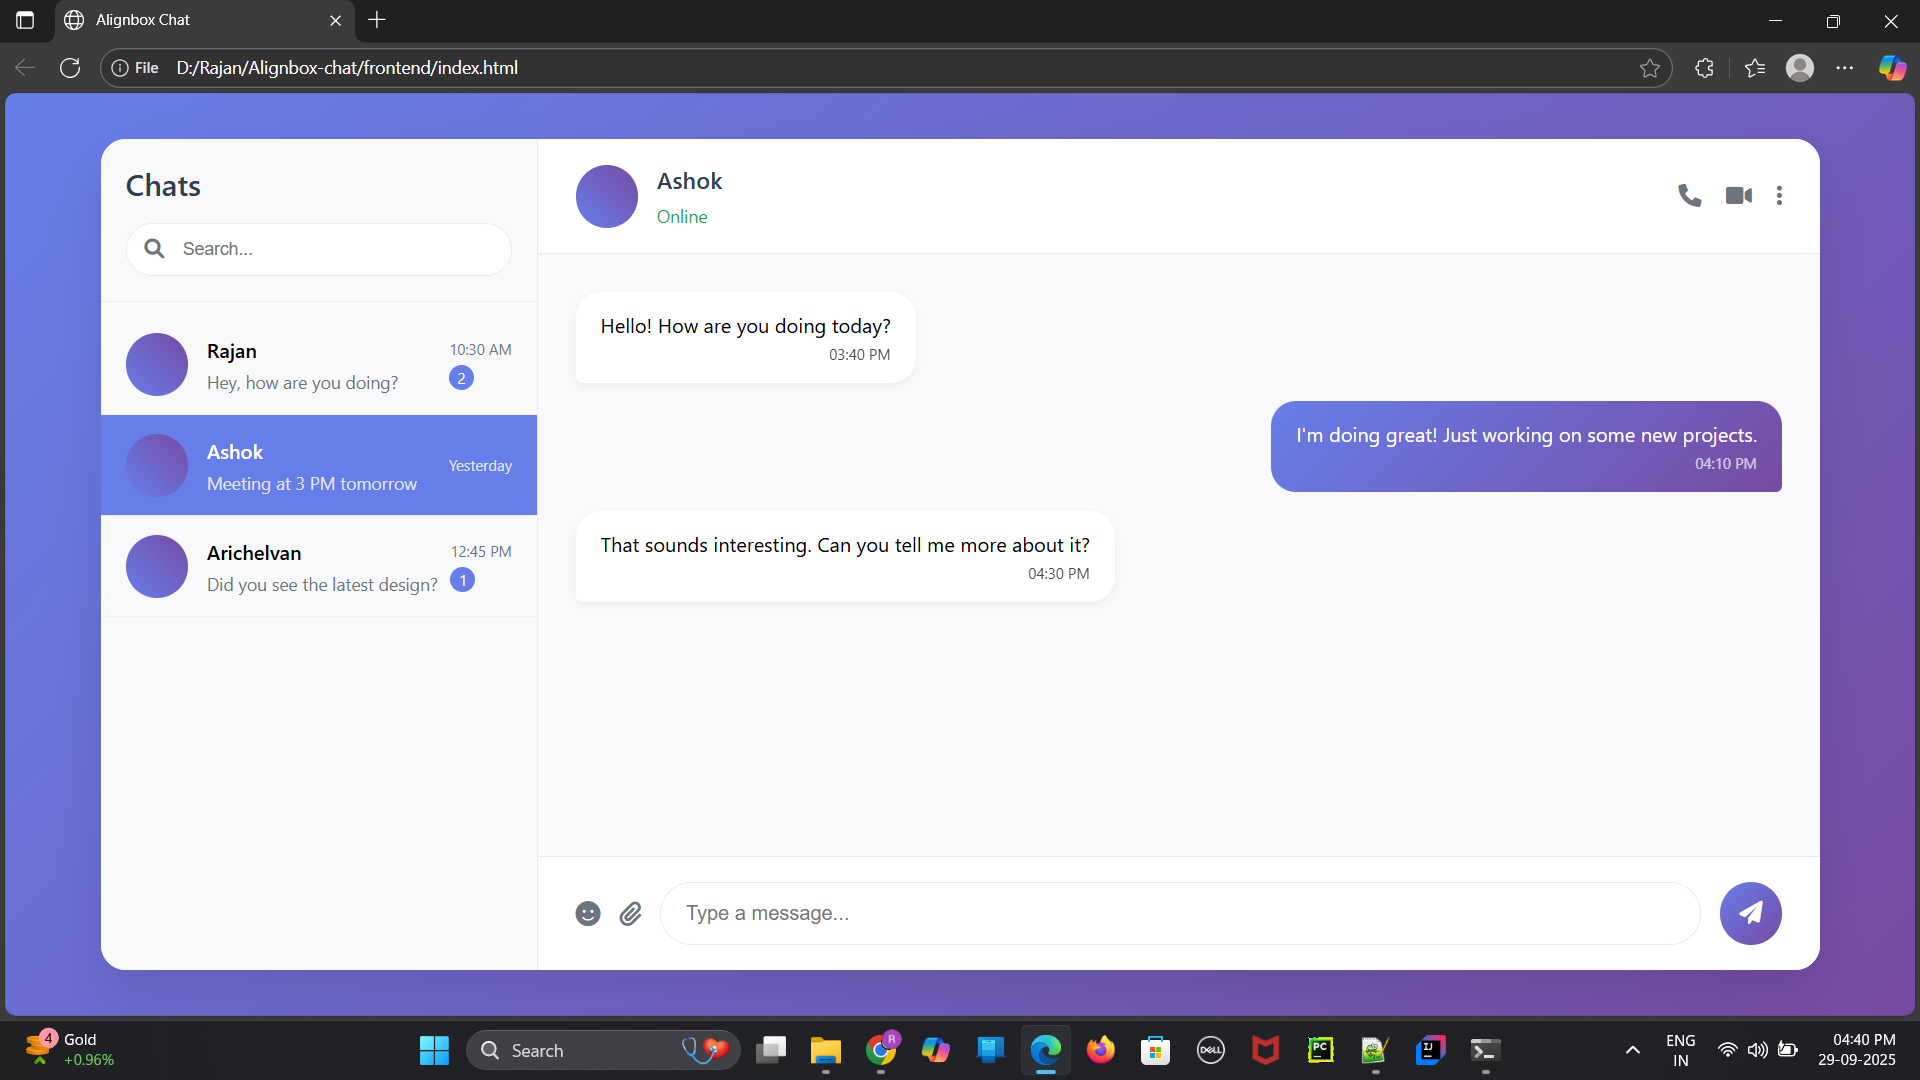 Alignbox Chat
File D:/Rajan/Alignbox-chat/frontend/index.html
Chats
Search...
Rajan
10:30 AM
Hey, how are you doing?
2
Ashok
Yesterday
Meeting at 3 PM tomorrow
Arichelvan
12:45 PM
Did you see the latest design?
1
Ashok
Online
Hello! How are you doing today?
03:40 PM
I'm doing great! Just working on some new projects.
04:10 PM
That sounds interesting. Can you tell me more about it?
04:30 PM
Type a message...
4
Gold
+0.96%
Search
R
DELL
PC
IJ
ENG
IN
04:40 PM
29-09-2025